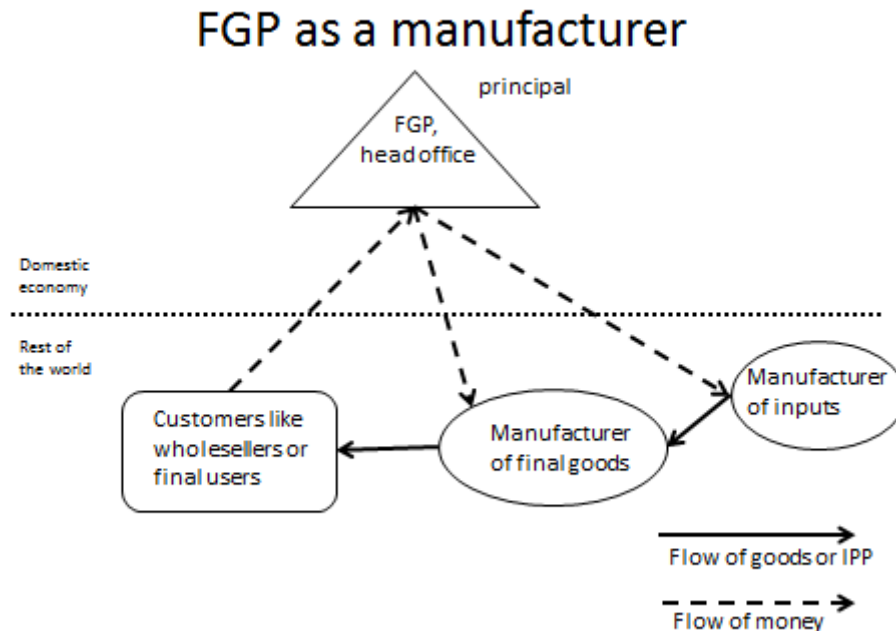 FGP as a manufacturer
principal
FGP,
head office
Domestic
economy
Rest of
the world
Customers like
wholesellers or
final users
Manufacturer
of final goods
Manufacturer
of inputs
Flow of goods or IPP
Flow of money